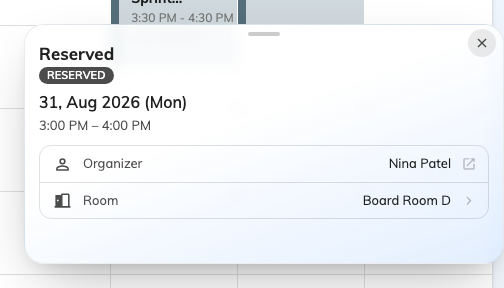 Sprint...
3:30 PM - 4:30 PM
Reserved
RESERVED
31, Aug 2026 (Mon)
3:00 PM – 4:00 PM
Organizer Nina Patel
Room Board Room D